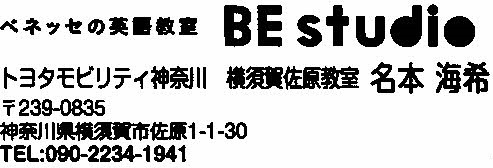 ベネッセの英語教室 BE studio
トヨタモビリティ神奈川 横須賀佐原教室 名本 海希
〒239-0835
神奈川県横須賀市佐原1-1-30
TEL:090-2234-1941